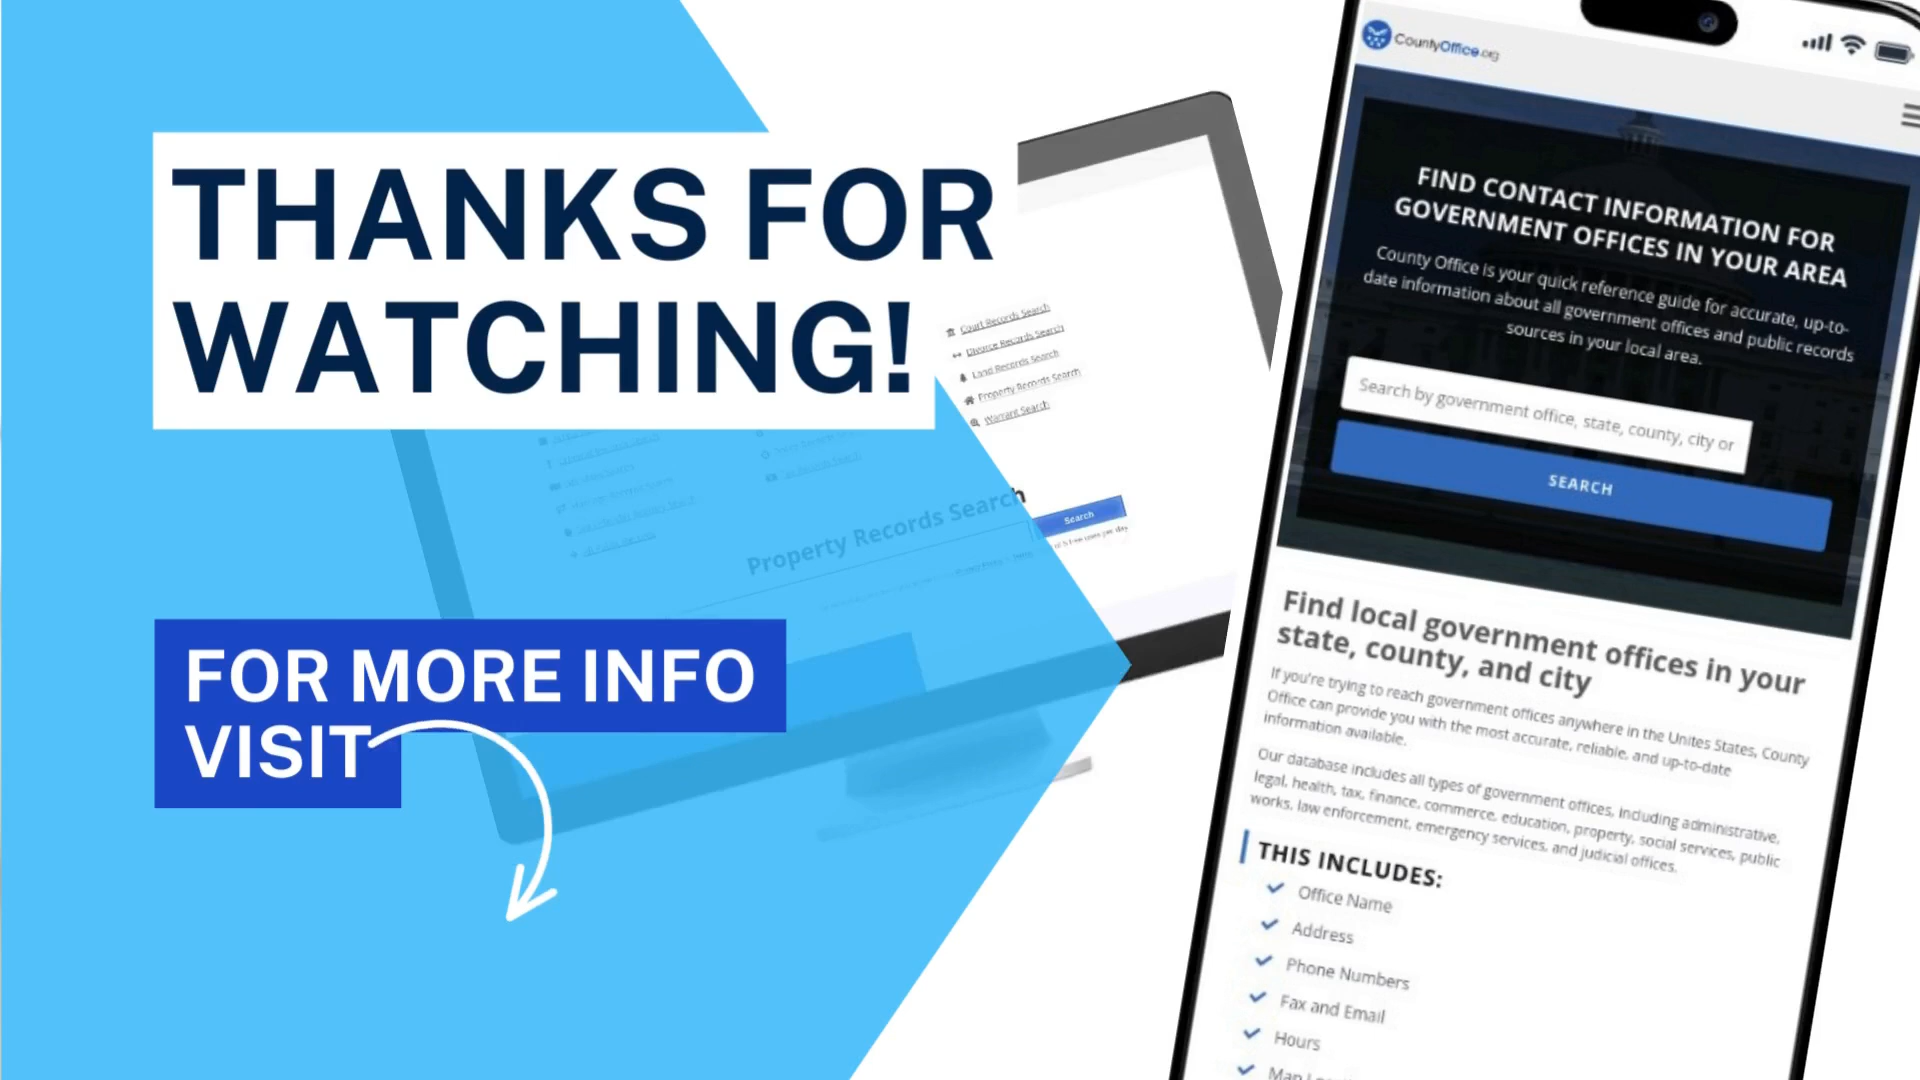 THANKS FOR
WATCHING!
FOR MORE INFO
VISIT
Court Records Search
Divorce Records Search
Land Records Search
Property Records Search
Warrant Search
Property Records Search
Search
of 5 free uses per day
CountyOffice.org
FIND CONTACT INFORMATION FOR
GOVERNMENT OFFICES IN YOUR AREA
County Office is your quick reference guide for accurate, up-to-
date information about all government offices and public records
sources in your local area.
Search by government office, state, county, city or
SEARCH
Find local government offices in your
state, county, and city
If you're trying to reach government offices anywhere in the Unites States, County
Office can provide you with the most accurate, reliable, and up-to-date
information available.
Our database includes all types of government offices, including administrative,
legal, health, tax, finance, commerce, education, property, social services, public
works, law enforcement, emergency services, and judicial offices.
THIS INCLUDES:
Office Name
Address
Phone Numbers
Fax and Email
Hours
Map